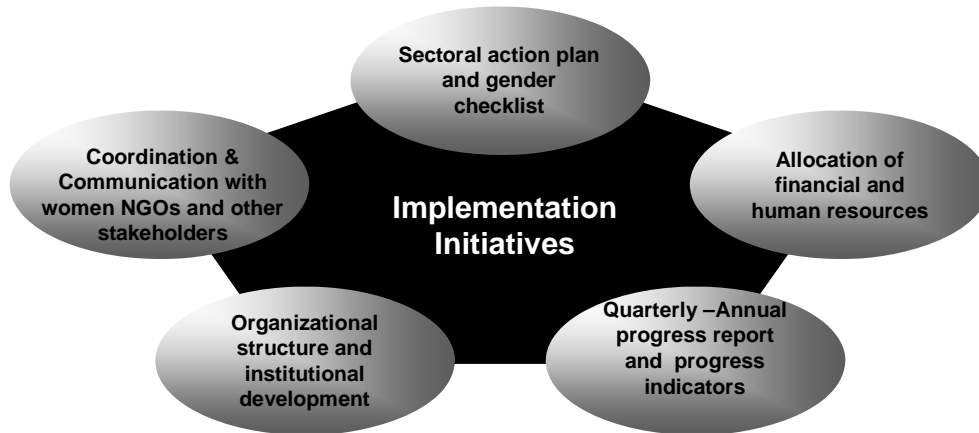 Sectoral action plan
and gender
checklist
Coordination &
Communication with
women NGOs and other
stakeholders
Allocation of
financial and
human resources
Implementation
Initiatives
Organizational
structure and
institutional
development
Quarterly –Annual
progress report
and progress
indicators